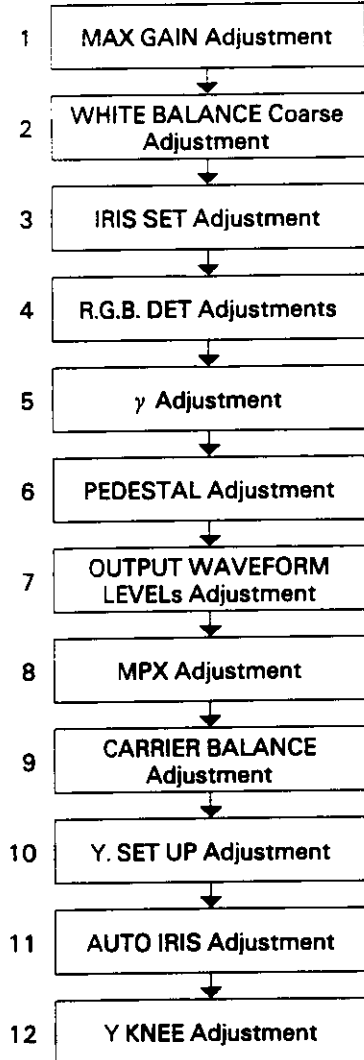 1 MAX GAIN Adjustment
2 WHITE BALANCE Coarse
Adjustment
3 IRIS SET Adjustment
4 R.G.B. DET Adjustments
5 γ Adjustment
6 PEDESTAL Adjustment
7 OUTPUT WAVEFORM
LEVELs Adjustment
8 MPX Adjustment
9 CARRIER BALANCE
Adjustment
10 Y. SET UP Adjustment
11 AUTO IRIS Adjustment
12 Y KNEE Adjustment